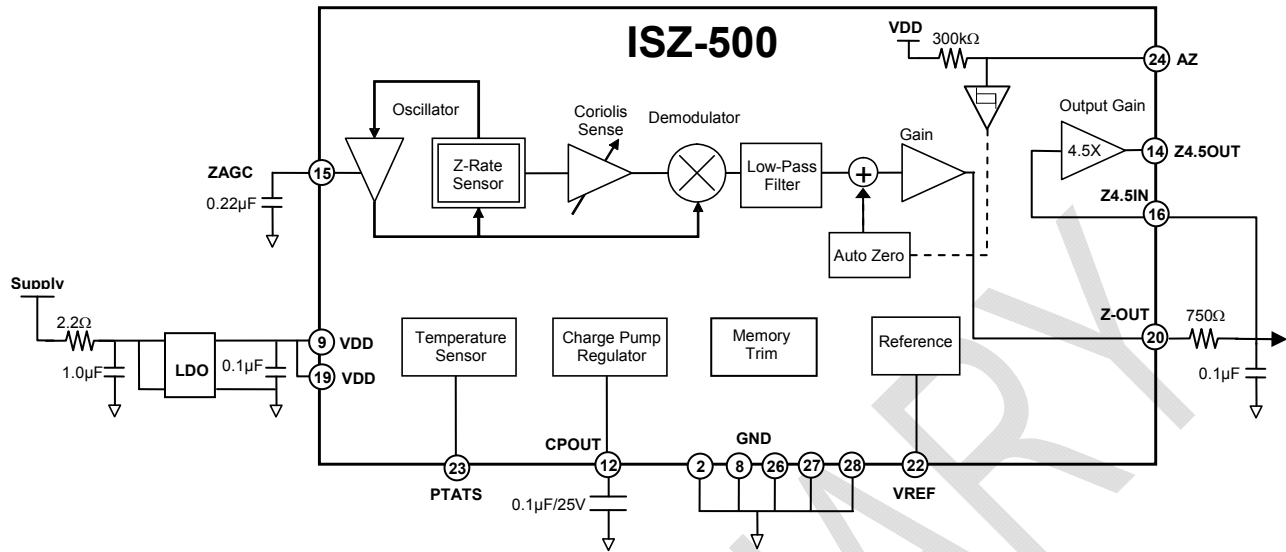 ISZ-500
VDD
300kΩ
24
AZ
Oscillator
Coriolis
Sense
Demodulator
Gain
Output Gain
4.5X
14
Z4.5OUT
ZAGC
15
Z-Rate
Sensor
Low-Pass
Filter
+
Z4.5IN
16
0.22µF
Auto Zero
Supply
2.2Ω
1.0µF
LDO
0.1µF
9
VDD
19
VDD
Temperature
Sensor
Charge Pump
Regulator
Memory
Trim
Reference
Z-OUT
20
750Ω
0.1µF
23
PTATS
CPOUT
12
0.1µF/25V
GND
2
8
26
27
28
22
VREF
ARY